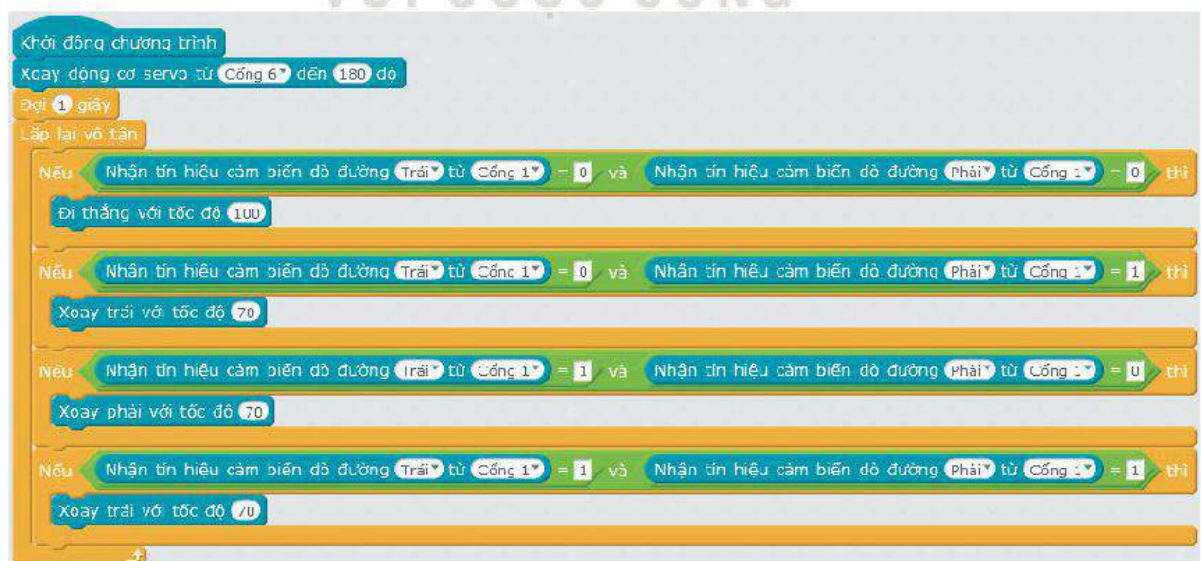 Khởi động chương trình
Xoay động cơ servo từ Cổng 6 đến 180 độ
Đợi 1 giây
Lặp lại vô tận
Nếu Nhận tín hiệu cảm biến dò đường Trái từ Cổng 1 = 0 và Nhận tín hiệu cảm biến dò đường Phải từ Cổng 1 = 0 thì
Đi thẳng với tốc độ 100
Nếu Nhận tín hiệu cảm biến dò đường Trái từ Cổng 1 = 0 và Nhận tín hiệu cảm biến dò đường Phải từ Cổng 1 = 1 thì
Xoay trái với tốc độ 70
Nếu Nhận tín hiệu cảm biến dò đường Trái từ Cổng 1 = 1 và Nhận tín hiệu cảm biến dò đường Phải từ Cổng 1 = 0 thì
Xoay phải với tốc độ 70
Nếu Nhận tín hiệu cảm biến dò đường Trái từ Cổng 1 = 1 và Nhận tín hiệu cảm biến dò đường Phải từ Cổng 1 = 1 thì
Xoay trái với tốc độ 70